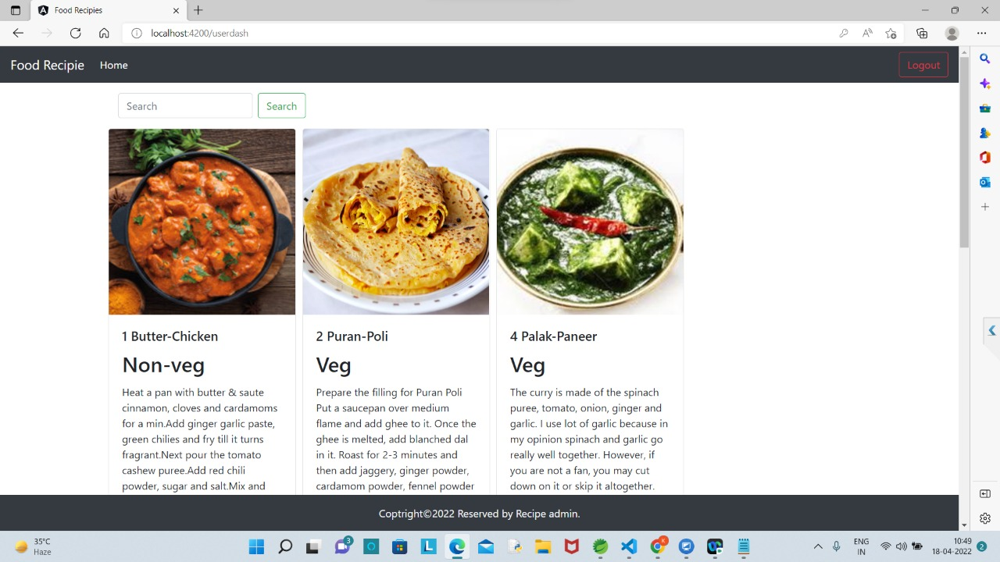 Food Recipies
localhost:4200/userdash
Food Recipie Home Logout
Search Search
1 Butter-Chicken
Non-veg
Heat a pan with butter & saute
cinnamon, cloves and cardamoms
for a min.Add ginger garlic paste,
green chilies and fry till it turns
fragrant.Next pour the tomato
cashew puree.Add red chili
powder, sugar and salt.Mix and
2 Puran-Poli
Veg
Prepare the filling for Puran Poli
Put a saucepan over medium
flame and add ghee to it. Once the
ghee is melted, add blanched dal
in it. Roast for 2-3 minutes and
then add jaggery, ginger powder,
cardamom powder, fennel powder
4 Palak-Paneer
Veg
The curry is made of the spinach
puree, tomato, onion, ginger and
garlic. I use lot of garlic because in
my opinion spinach and garlic go
really well together. However, if
you are not a fan, you may cut
down on it or skip it altogether.
Coptright©2022 Reserved by Recipe admin.
35°C
Haze
3
L
K
ENG
IN
10:49
18-04-2022
2